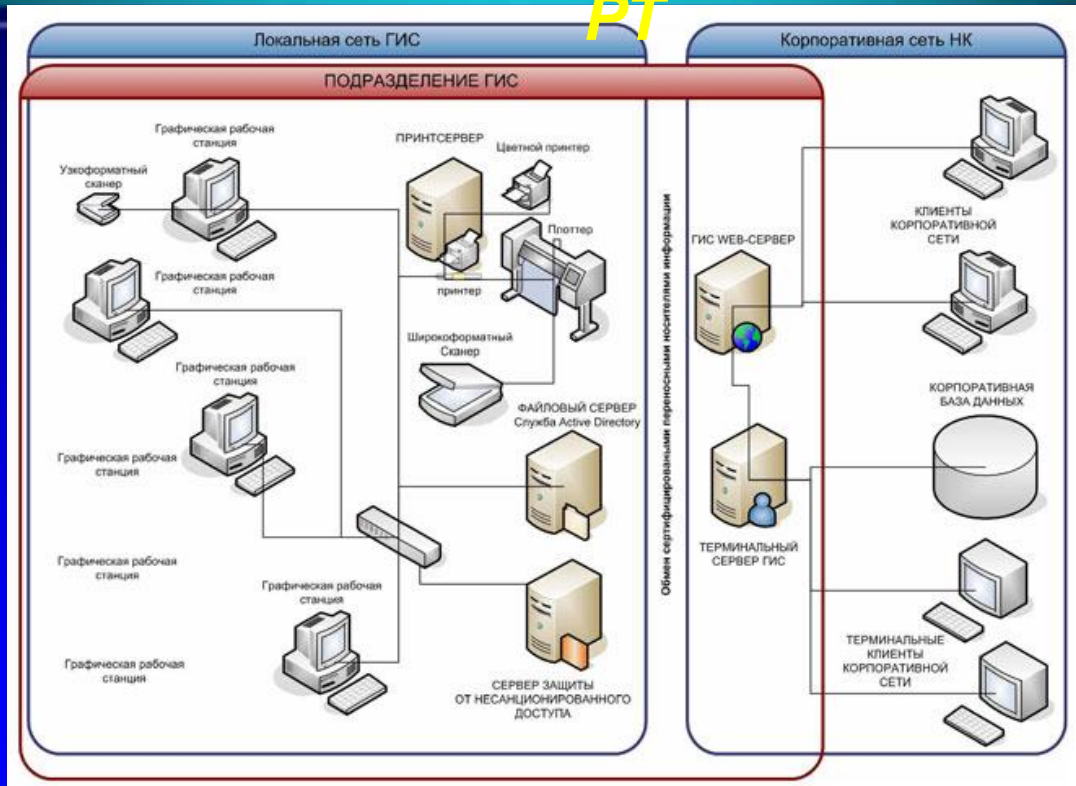 РТ
Локальная сеть ГИС
Корпоративная сеть НК
ПОДРАЗДЕЛЕНИЕ ГИС
Графическая рабочая
станция
Узкоформатный
сканер
ПРИНТСЕРВЕР
Цветной принтер
Плоттер
принтер
Графическая рабочая
станция
Широкоформатный
Сканер
Графическая рабочая
станция
ФАЙЛОВЫЙ СЕРВЕР
Служба Active Directory
Графическая рабочая
станция
Графическая рабочая
станция
Графическая рабочая
станция
Графическая рабочая
станция
СЕРВЕР ЗАЩИТЫ
ОТ НЕСАНЦИОНИРОВАННОГО
ДОСТУПА
Обмен сертифицироваными переносными носителями информации
ГИС WEB-СЕРВЕР
КЛИЕНТЫ
КОРПОРАТИВНОЙ
СЕТИ
КОРПОРАТИВНАЯ
БАЗА ДАННЫХ
ТЕРМИНАЛЬНЫЙ
СЕРВЕР ГИС
ТЕРМИНАЛЬНЫЕ
КЛИЕНТЫ
КОРПОРАТИВНОЙ
СЕТИ